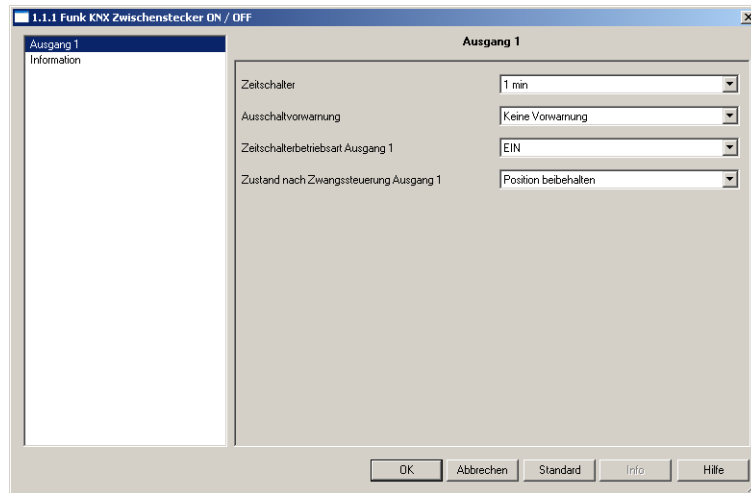 1.1.1 Funk KNX Zwischenstecker ON / OFF
Ausgang 1
Information
Ausgang 1
Zeitschalter 1 min
Ausschaltvorwarnung Keine Vorwarnung
Zeitschalterbetriebsart Ausgang 1 EIN
Zustand nach Zwangssteuerung Ausgang 1 Position beibehalten
OK Abbrechen Standard Info Hilfe